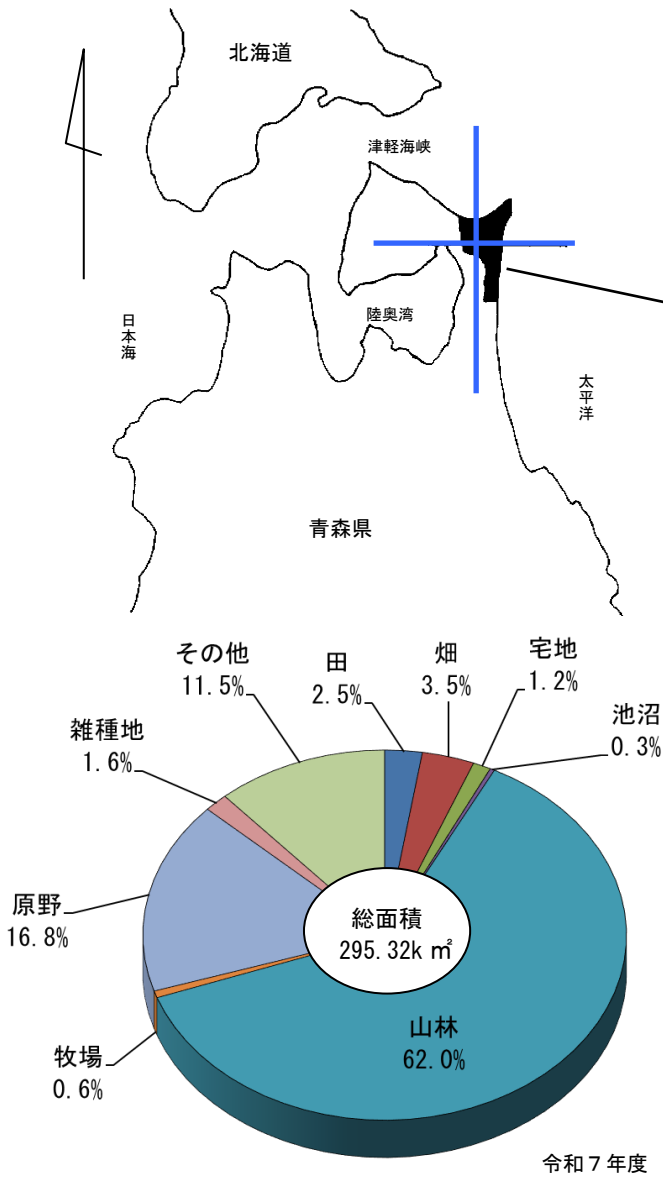 北海道
津軽海峡
陸奥湾
日本海
太平洋
青森県
その他
11.5%
田
2.5%
畑
3.5%
宅地
1.2%
池沼
0.3%
雑種地
1.6%
原野
16.8%
総面積
295.32k㎡
山林
62.0%
牧場
0.6%
令和7年度